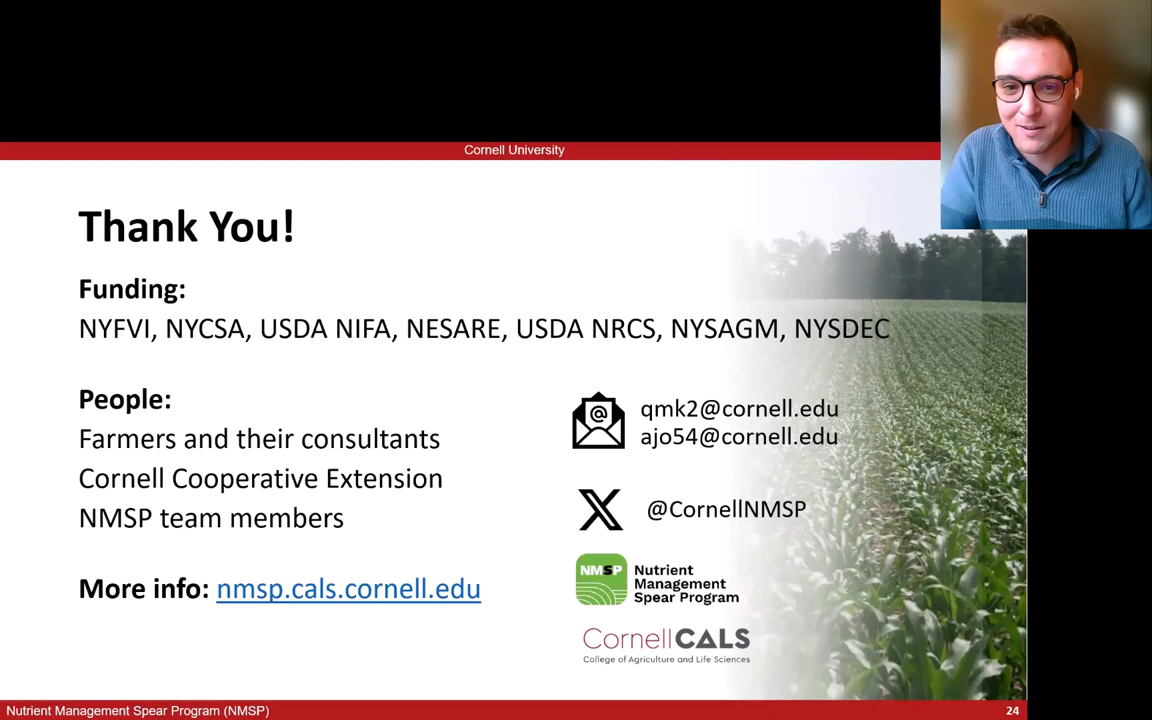 Cornell University
Thank You!
Funding:
NYFVI, NYCSA, USDA NIFA, NESARE, USDA NRCS, NYSAGM, NYSDEC
People:
Farmers and their consultants
Cornell Cooperative Extension
NMSP team members
More info: nmsp.cals.cornell.edu
@
qmk2@cornell.edu
ajo54@cornell.edu
X
@CornellNMSP
NMSP
Nutrient
Management
Spear Program
CornellCALS
College of Agriculture and Life Sciences
Nutrient Management Spear Program (NMSP)
24